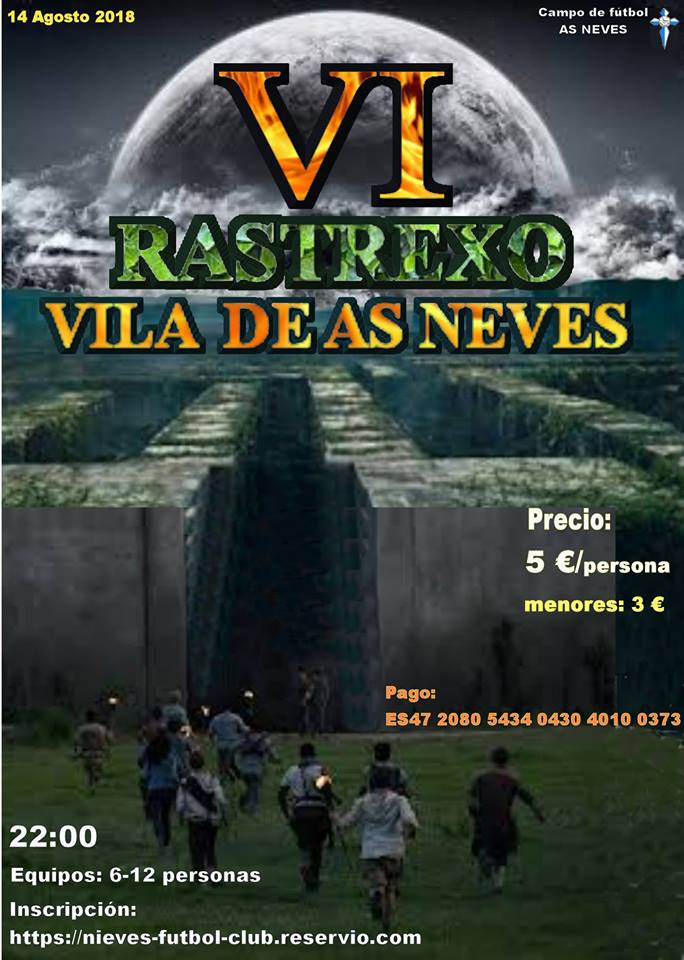 14 Agosto 2018
Campo de fútbol
AS NEVES
VI
RASTREXO
VILA DE AS NEVES
Precio:
5 €/persona
menores: 3 €
Pago:
ES47 2080 5434 0430 4010 0373
22:00
Equipos: 6-12 personas
Inscripción:
https://nieves-futbol-club.reservio.com